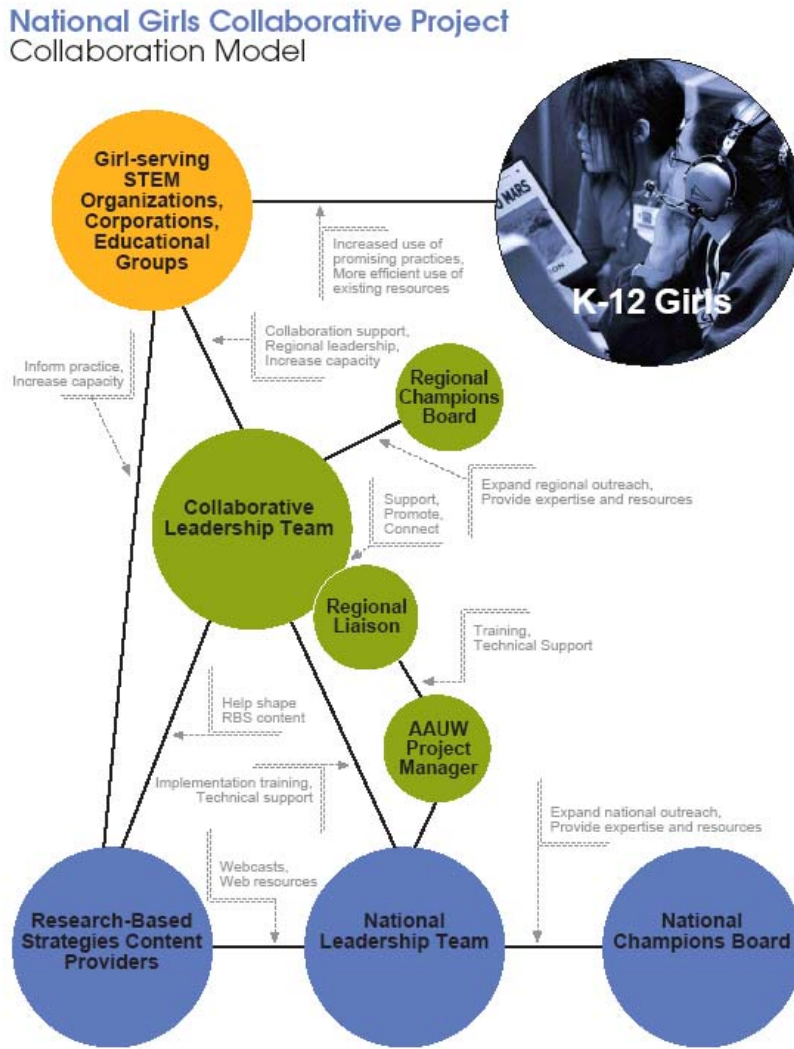 National Girls Collaborative Project
Collaboration Model
Girl-serving
STEM
Organizations,
Corporations,
Educational
Groups
MARS
K-12 Girls
Increased use of
promising practices,
More efficient use of
existing resources
Collaboration support,
Regional leadership,
Increase capacity
Inform practice,
Increase capacity
Regional
Champions
Board
Expand regional outreach,
Provide expertise and resources
Collaborative
Leadership Team
Support,
Promote,
Connect
Regional
Liaison
Training,
Technical Support
Help shape
RBS content
AAUW
Project
Manager
Implementation training,
Technical support
Expand national outreach,
Provide expertise and resources
Webcasts,
Web resources
Research-Based
Strategies Content
Providers
National
Leadership Team
National
Champions Board